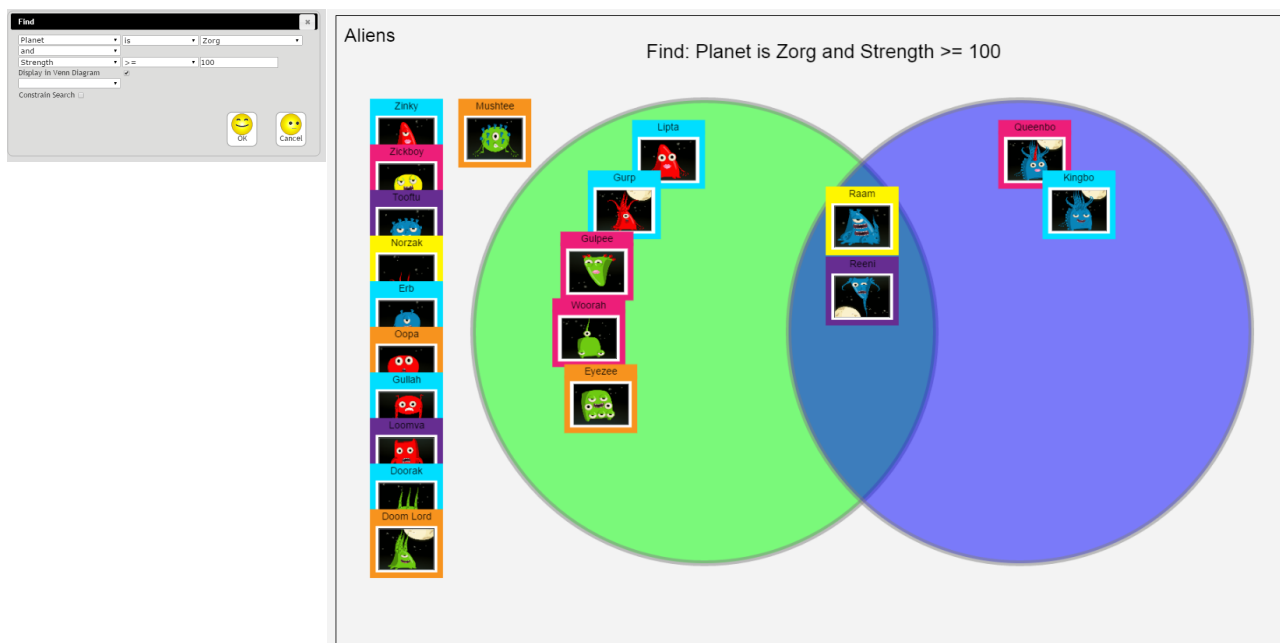 Find
Planet is Zorg
and
Strength >= 100
Display in Venn Diagram
Constrain Search
OK Cancel
Aliens
Find: Planet is Zorg and Strength >= 100
Zinky
Mushtee
Zickboy
Tooftu
Norzak
Erb
Oopa
Gullah
Loomva
Doorak
Doom Lord
Lipta
Gurp
Gulpee
Woorah
Eyezee
Raam
Reeni
Queenbo
Kingbo